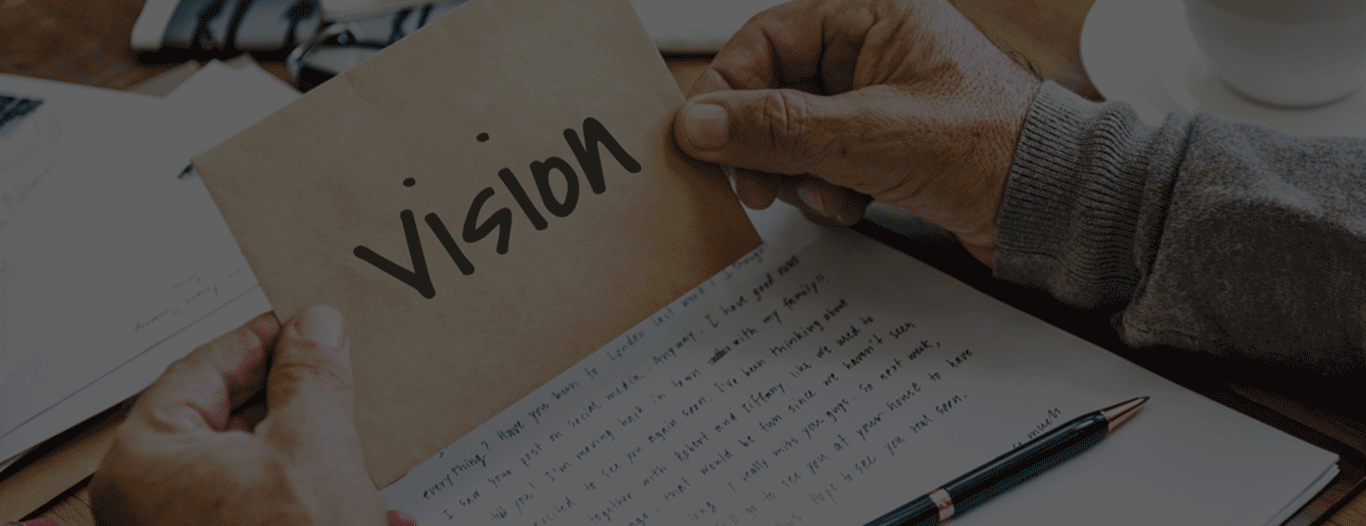 Vision
everything? Have you been to London last week? I
I saw your post on social media. Anyway, I have good news
you! I'm moving back in town with my family!!
excited to see you again soon. I've been thinking about
together with Robert and Tiffany like we used to
that would be fun since we haven't seen
long. I really miss you guys. So next week,
to see you at your house to have
Hope to see you real soon.
much